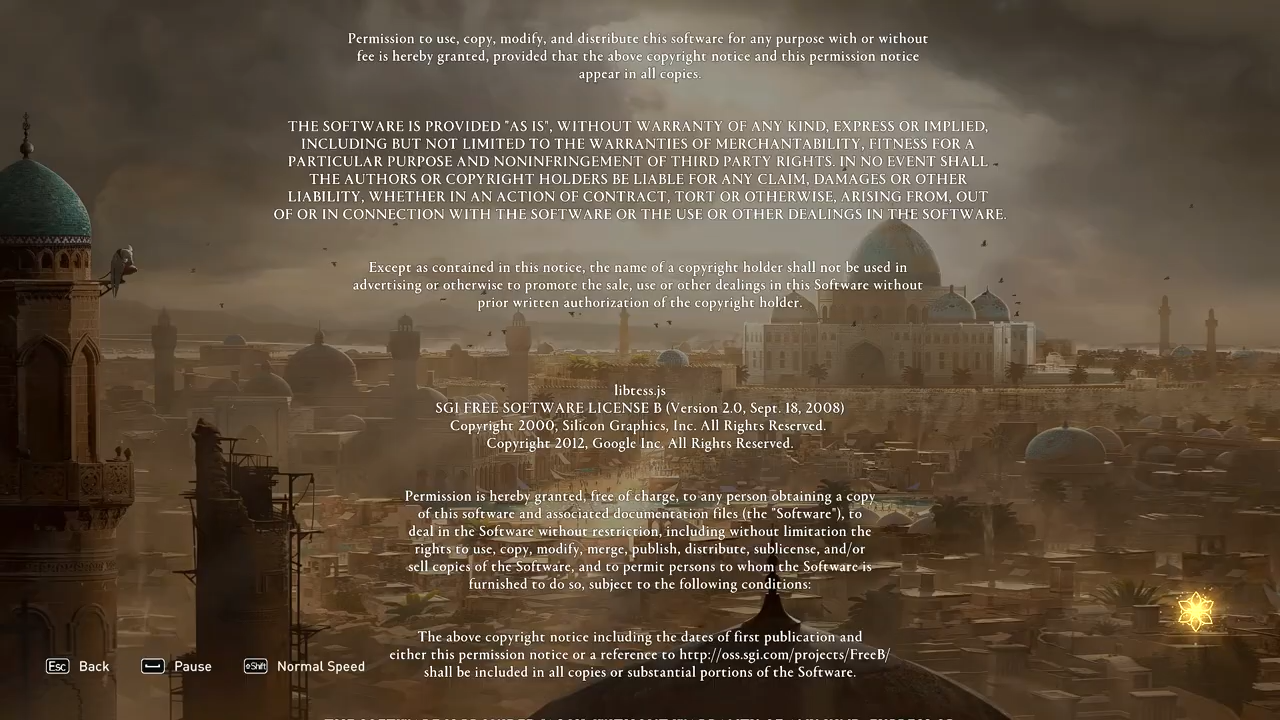 Permission to use, copy, modify, and distribute this software for any purpose with or without
fee is hereby granted, provided that the above copyright notice and this permission notice
appear in all copies.
THE SOFTWARE IS PROVIDED "AS IS", WITHOUT WARRANTY OF ANY KIND, EXPRESS OR IMPLIED,
INCLUDING BUT NOT LIMITED TO THE WARRANTIES OF MERCHANTABILITY, FITNESS FOR A
PARTICULAR PURPOSE AND NONINFRINGEMENT OF THIRD PARTY RIGHTS. IN NO EVENT SHALL
THE AUTHORS OR COPYRIGHT HOLDERS BE LIABLE FOR ANY CLAIM, DAMAGES OR OTHER
LIABILITY, WHETHER IN AN ACTION OF CONTRACT, TORT OR OTHERWISE, ARISING FROM, OUT
OF OR IN CONNECTION WITH THE SOFTWARE OR THE USE OR OTHER DEALINGS IN THE SOFTWARE.
Except as contained in this notice, the name of a copyright holder shall not be used in
advertising or otherwise to promote the sale, use or other dealings in this Software without
prior written authorization of the copyright holder.
libtess.js
SGI FREE SOFTWARE LICENSE B (Version 2.0, Sept. 18, 2008)
Copyright 2000, Silicon Graphics, Inc. All Rights Reserved.
Copyright 2012, Google Inc. All Rights Reserved.
Permission is hereby granted, free of charge, to any person obtaining a copy
of this software and associated documentation files (the "Software"), to
deal in the Software without restriction, including without limitation the
rights to use, copy, modify, merge, publish, distribute, sublicense, and/or
sell copies of the Software, and to permit persons to whom the Software is
furnished to do so, subject to the following conditions:
The above copyright notice including the dates of first publication and
either this permission notice or a reference to http://oss.sgi.com/projects/FreeB/
shall be included in all copies or substantial portions of the Software.
Esc Back Pause Shift Normal Speed